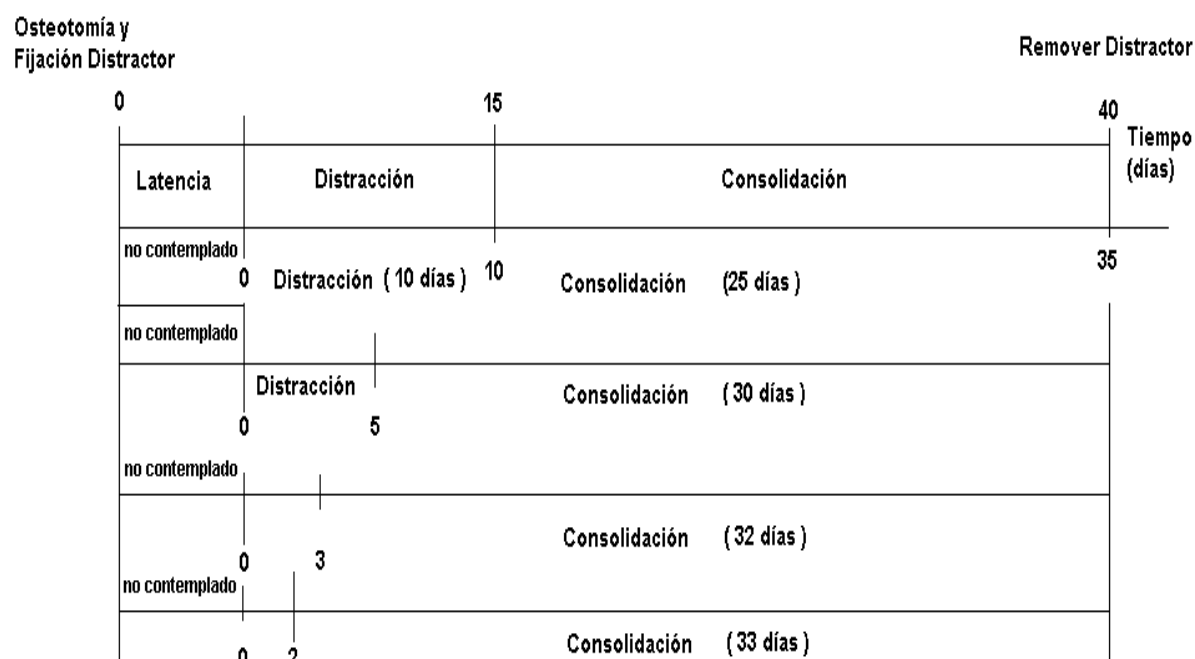 Osteotomía y
Fijación Distractor
Remover Distractor
0 15 40
Tiempo
(días)
Latencia Distracción Consolidación
no contemplado
0 Distracción ( 10 días ) 10 Consolidación (25 días ) 35
no contemplado
Distracción Consolidación ( 30 días )
0 5
no contemplado
Consolidación ( 32 días )
0 3
no contemplado
Consolidación ( 33 días )
0 2